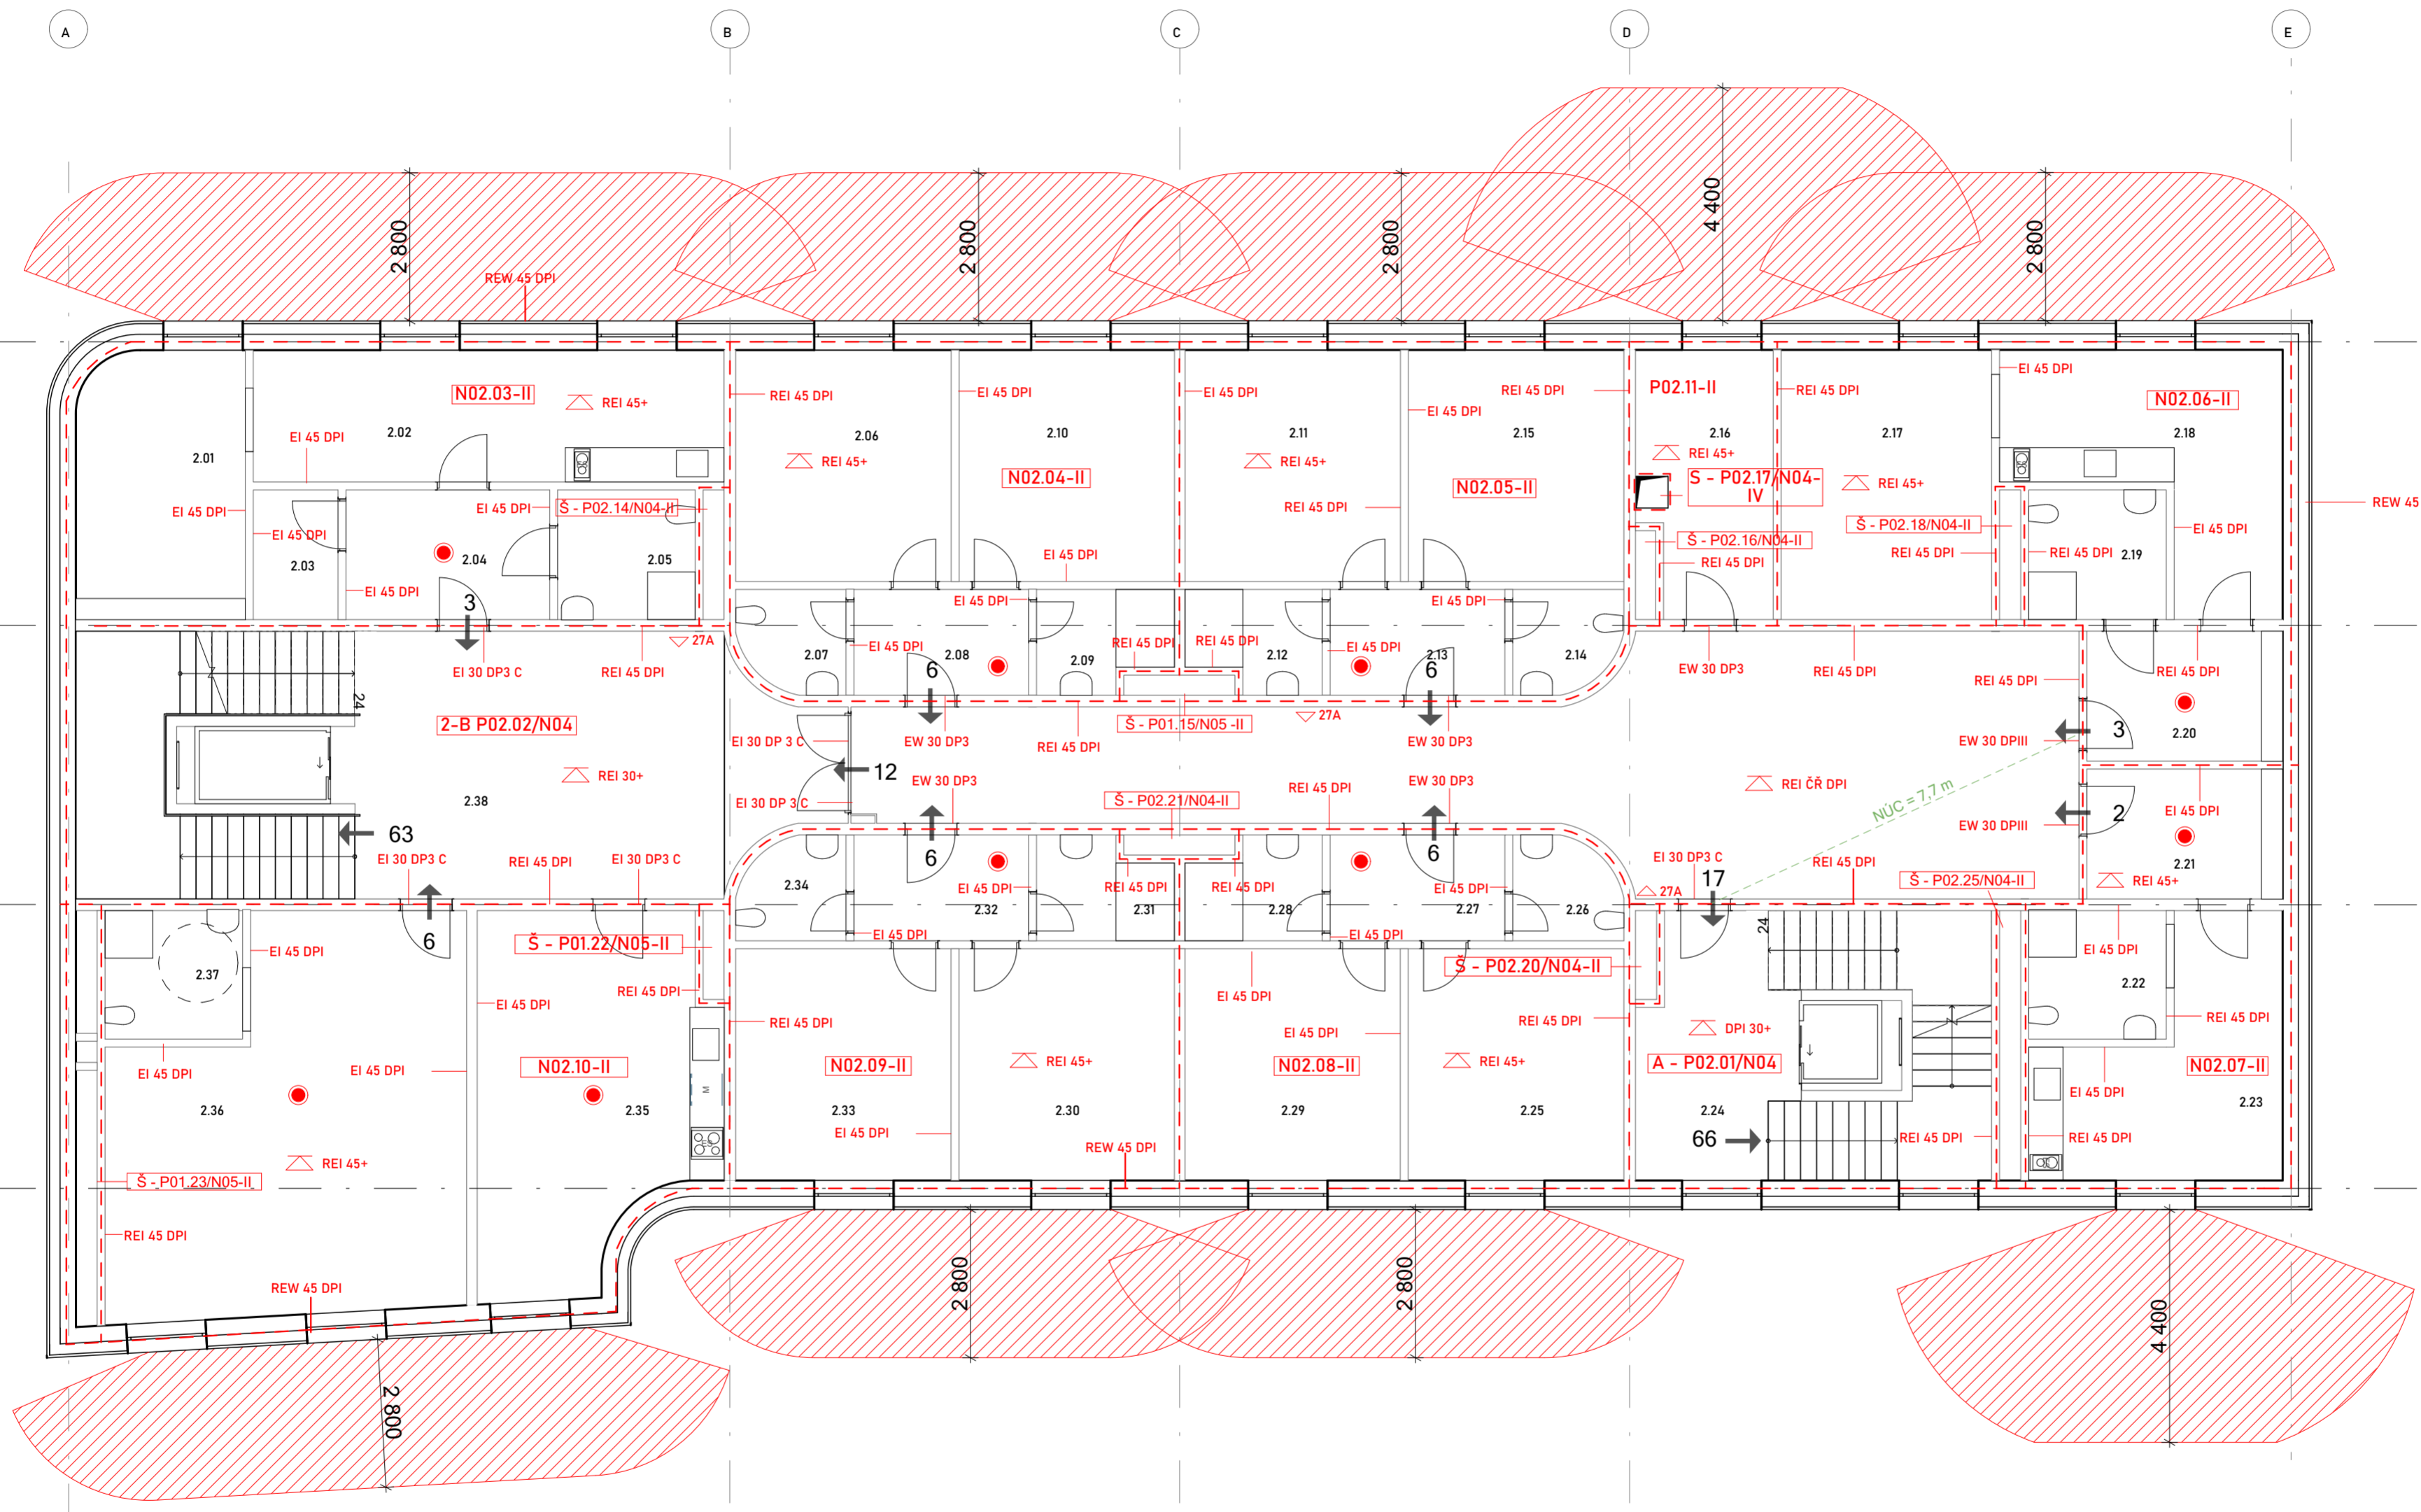 A
B
C
D
E
2 800
2 800
2 800
4 400
2 800
REW 45 DPI
N02.03-II
REI 45+
2.01
2.02
EI 45 DPI
EI 45 DPI
EI 45 DPI
EI 45 DPI
Š - P02.14/N04-II
2.03
2.04
2.05
EI 45 DPI
3
REI 45 DPI
2.06
REI 45+
EI 45 DPI
2.10
N02.04-II
EI 45 DPI
EI 45 DPI
2.11
REI 45+
REI 45 DPI
EI 45 DPI
REI 45 DPI
2.15
N02.05-II
P02.11-II
2.16
REI 45+
S - P02.17/N04-
IV
Š - P02.16/N04-II
REI 45 DPI
REI 45 DPI
2.17
REI 45+
Š - P02.18/N04-II
REI 45 DPI
EI 45 DPI
N02.06-II
2.18
REW 45
EI 45 DPI
REI 45 DPI
2.19
EI 30 DP3 C
REI 45 DPI
27A
2.07
EI 45 DPI
2.08
6
EI 45 DPI
2.09
REI 45 DPI
REI 45 DPI
2.12
EI 45 DPI
2.13
6
EI 45 DPI
2.14
EW 30 DP3
REI 45 DPI
REI 45 DPI
REI 45 DPI
24
2-B P02.02/N04
REI 30+
2.38
63
EI 30 DP 3 C
EW 30 DP3
REI 45 DPI
Š - P01.15/N05 -II
27A
EW 30 DP3
12
EI 30 DP 3 C
EW 30 DP3
Š - P02.21/N04-II
REI 45 DPI
EW 30 DP3
REI ČŘ DPI
NÚC = 7,7 m
EW 30 DPIII
3
2.20
EW 30 DPIII
2
EI 45 DPI
2.21
REI 45+
EI 30 DP3 C
REI 45 DPI
EI 30 DP3 C
6
6
6
2.34
EI 45 DPI
2.32
EI 45 DPI
REI 45 DPI
2.31
REI 45 DPI
2.28
EI 45 DPI
2.27
EI 45 DPI
2.26
EI 30 DP3 C
17
27A
REI 45 DPI
Š - P02.25/N04-II
24
EI 45 DPI
2.22
REI 45 DPI
2.37
EI 45 DPI
Š - P01.22/N05-II
EI 45 DPI
REI 45 DPI
REI 45 DPI
EI 45 DPI
EI 45 DPI
REI 45 DPI
Š - P02.20/N04-II
DPI 30+
EI 45 DPI
EI 45 DPI
N02.10-II
N02.09-II
REI 45+
N02.08-II
REI 45+
A - P02.01/N04
N02.07-II
EI 45 DPI
2.36
2.35
M
2.33
2.30
2.29
2.25
2.24
2.23
EI 45 DPI
REW 45 DPI
66
REI 45 DPI
REI 45 DPI
REI 45+
Š - P01.23/N05-II
REI 45 DPI
REW 45 DPI
2 800
2 800
4 400
2 800